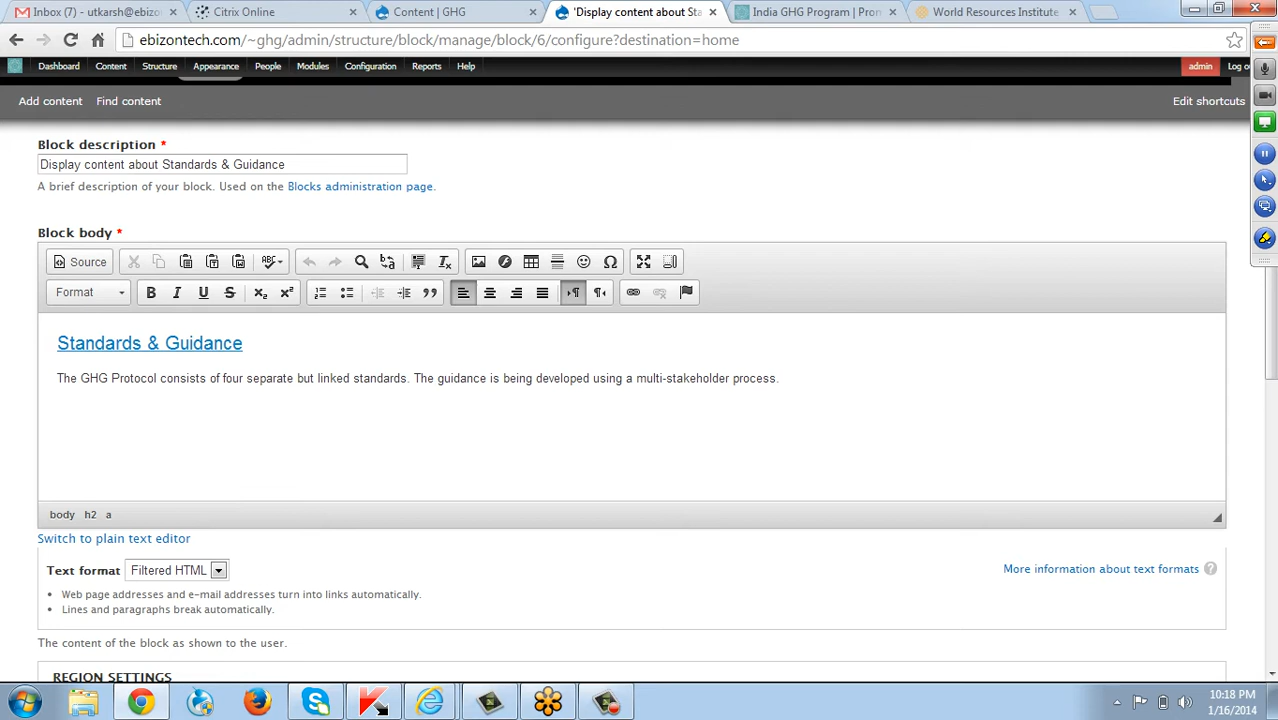 Inbox (7) - utkarsh@ebizo
Citrix Online
Content | GHG
'Display content about Sta
India GHG Program | Pron
World Resources Institute
ebizontech.com/~ghg/admin/structure/block/manage/block/6/configure?destination=home
Dashboard Content Structure Appearance People Modules Configuration Reports Help admin Log o
Add content Find content Edit shortcuts
Block description *
Display content about Standards & Guidance
A brief description of your block. Used on the Blocks administration page.
Block body *
Source
Format
Standards & Guidance
The GHG Protocol consists of four separate but linked standards. The guidance is being developed using a multi-stakeholder process.
body h2 a
Switch to plain text editor
Text format Filtered HTML More information about text formats
Web page addresses and e-mail addresses turn into links automatically.
Lines and paragraphs break automatically.
The content of the block as shown to the user.
REGION SETTINGS
10:18 PM
1/16/2014